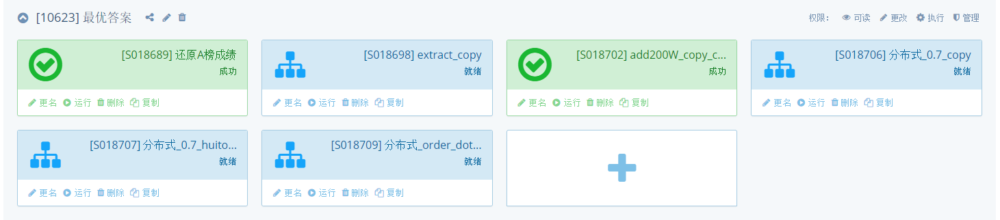 [10623] 最优答案
权限： 可读 更改 执行 管理
[S018689] 还原A榜成绩
成功
更名 运行 删除 复制
[S018698] extract_copy
就绪
更名 运行 删除 复制
[S018702] add200W_copy_c...
成功
更名 运行 删除 复制
[S018706] 分布式_0.7_copy
就绪
更名 运行 删除 复制
[S018707] 分布式_0.7_huito...
就绪
更名 运行 删除 复制
[S018709] 分布式_order_dot...
就绪
更名 运行 删除 复制